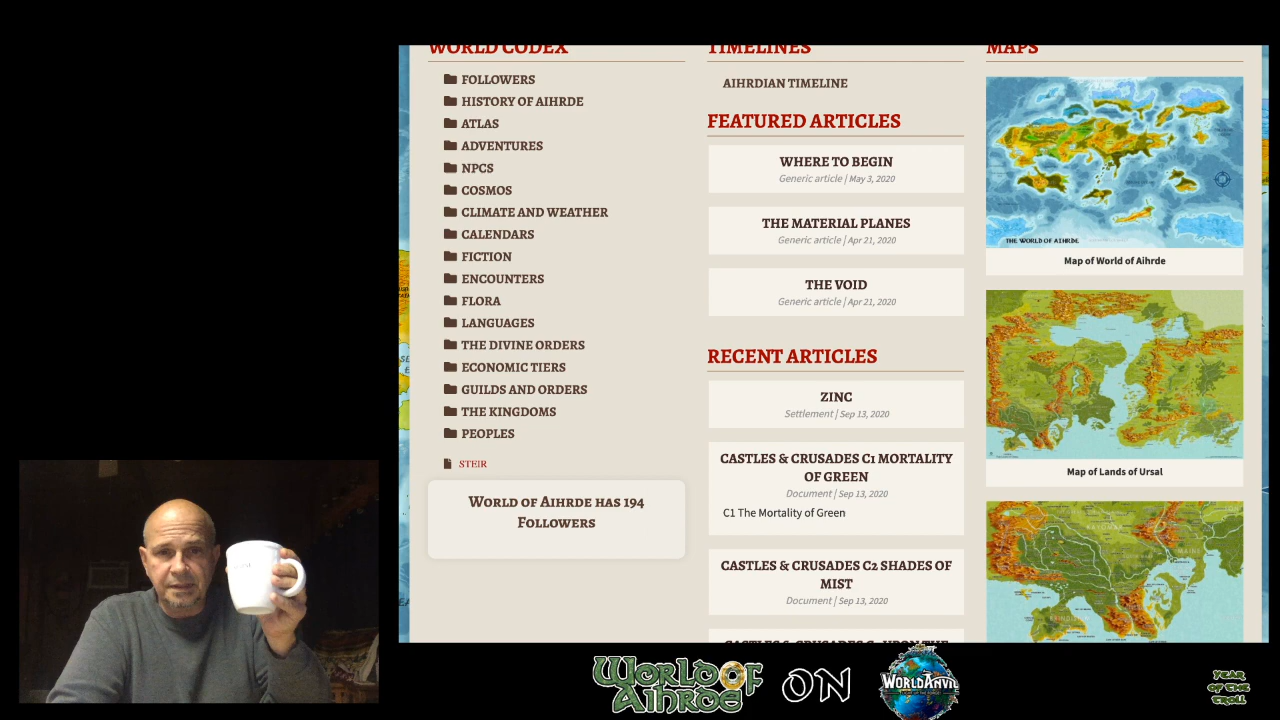 WORLD CODEX
FOLLOWERS
HISTORY OF AIHRDE
ATLAS
ADVENTURES
NPCS
COSMOS
CLIMATE AND WEATHER
CALENDARS
FICTION
ENCOUNTERS
FLORA
LANGUAGES
THE DIVINE ORDERS
ECONOMIC TIERS
GUILDS AND ORDERS
THE KINGDOMS
PEOPLES
STEIR
WORLD OF AIHRDE HAS 194
FOLLOWERS
TIMELINES
AIHRDIAN TIMELINE
FEATURED ARTICLES
WHERE TO BEGIN
Generic article | May 3, 2020
THE MATERIAL PLANES
Generic article | Apr 21, 2020
THE VOID
Generic article | Apr 21, 2020
RECENT ARTICLES
ZINC
Settlement | Sep 13, 2020
CASTLES & CRUSADES C1 MORTALITY
OF GREEN
Document | Sep 13, 2020
C1 The Mortality of Green
CASTLES & CRUSADES C2 SHADES OF
MIST
Document | Sep 13, 2020
MAPS
THE WORLD OF AIHRDE
Map of World of Aihrde
Map of Lands of Ursal
WORLD OF
AIHRDE
ON
WORLDANVIL
YEAR
OF THE
TROLL